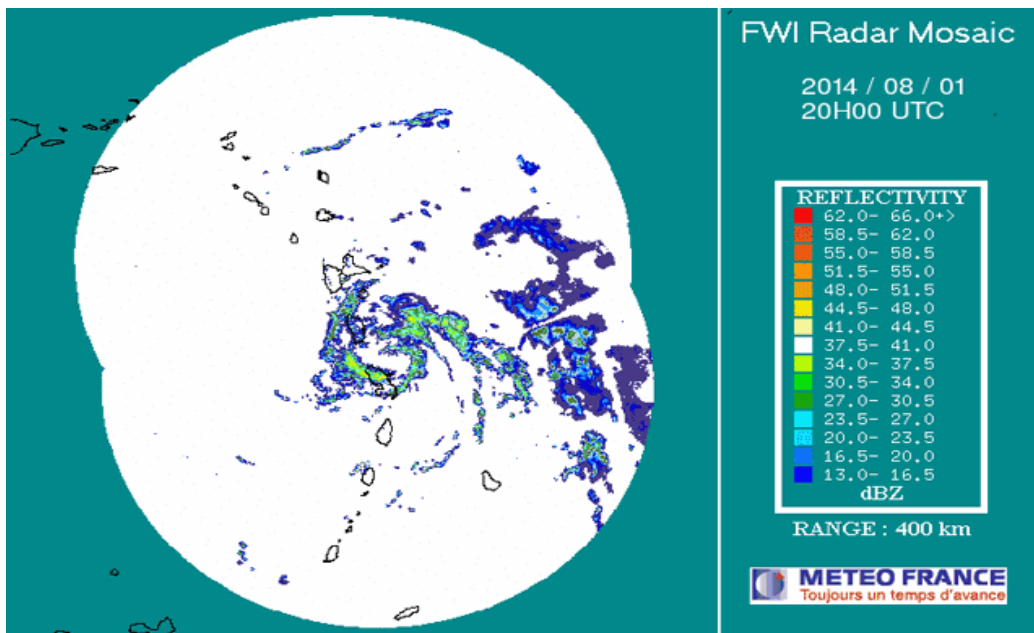 FWI Radar Mosaic
2014 / 08 / 01
20H00 UTC
REFLECTIVITY
62.0- 66.0+>
58.5- 62.0
55.0- 58.5
51.5- 55.0
48.0- 51.5
44.5- 48.0
41.0- 44.5
37.5- 41.0
34.0- 37.5
30.5- 34.0
27.0- 30.5
23.5- 27.0
20.0- 23.5
16.5- 20.0
13.0- 16.5
dBZ
RANGE : 400 km
METEO FRANCE
Toujours un temps d'avance